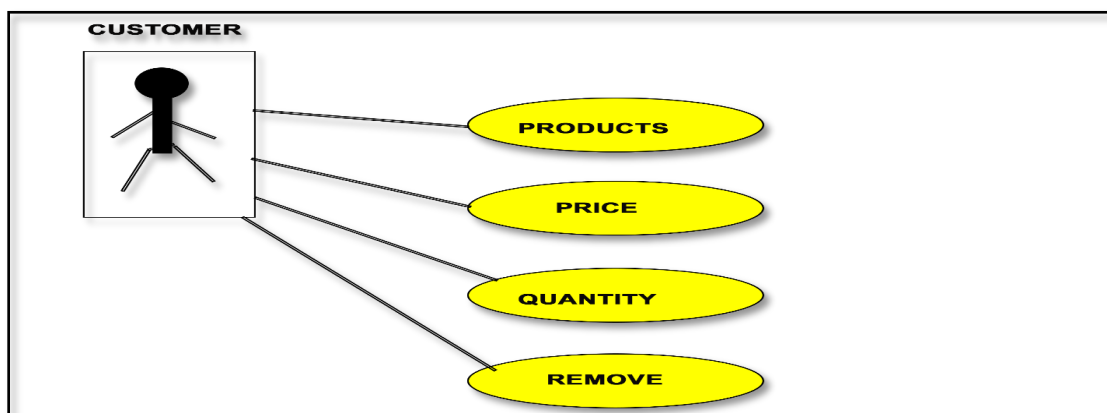 CUSTOMER
PRODUCTS
PRICE
QUANTITY
REMOVE